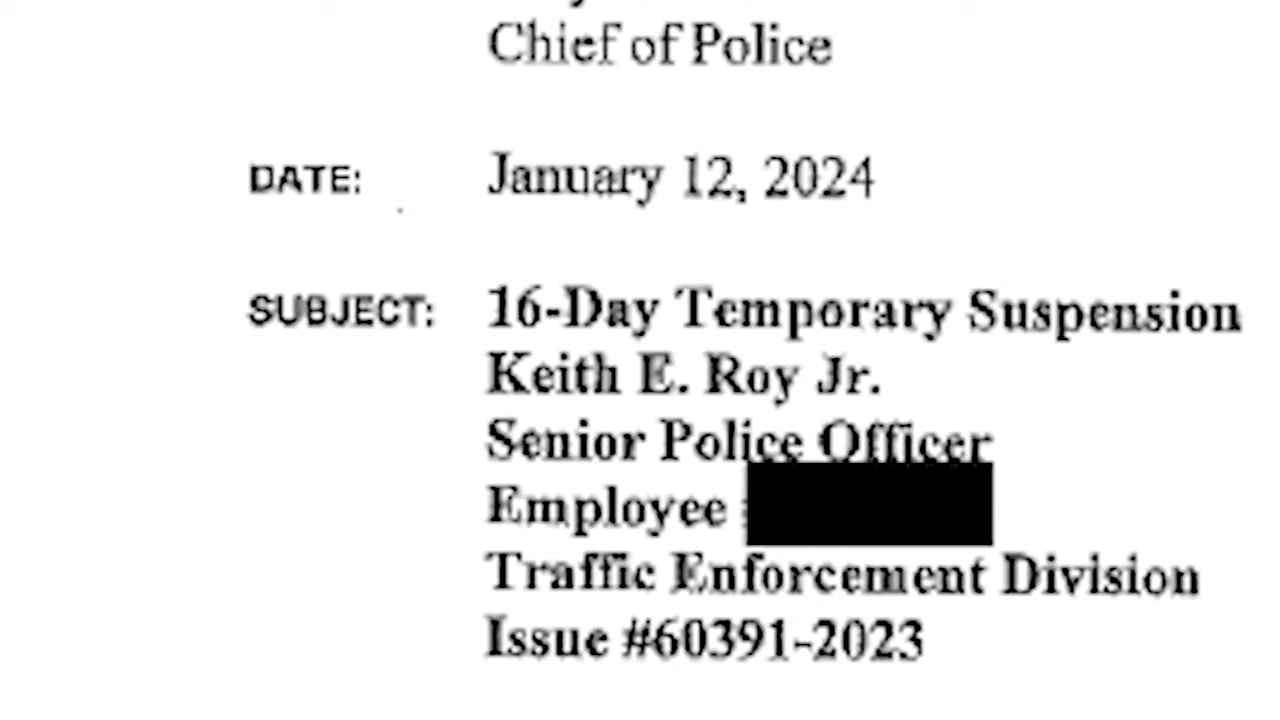 Chief of Police
DATE: January 12, 2024
SUBJECT: 16-Day Temporary Suspension
Keith E. Roy Jr.
Senior Police Officer
Employee
Traffic Enforcement Division
Issue #60391-2023